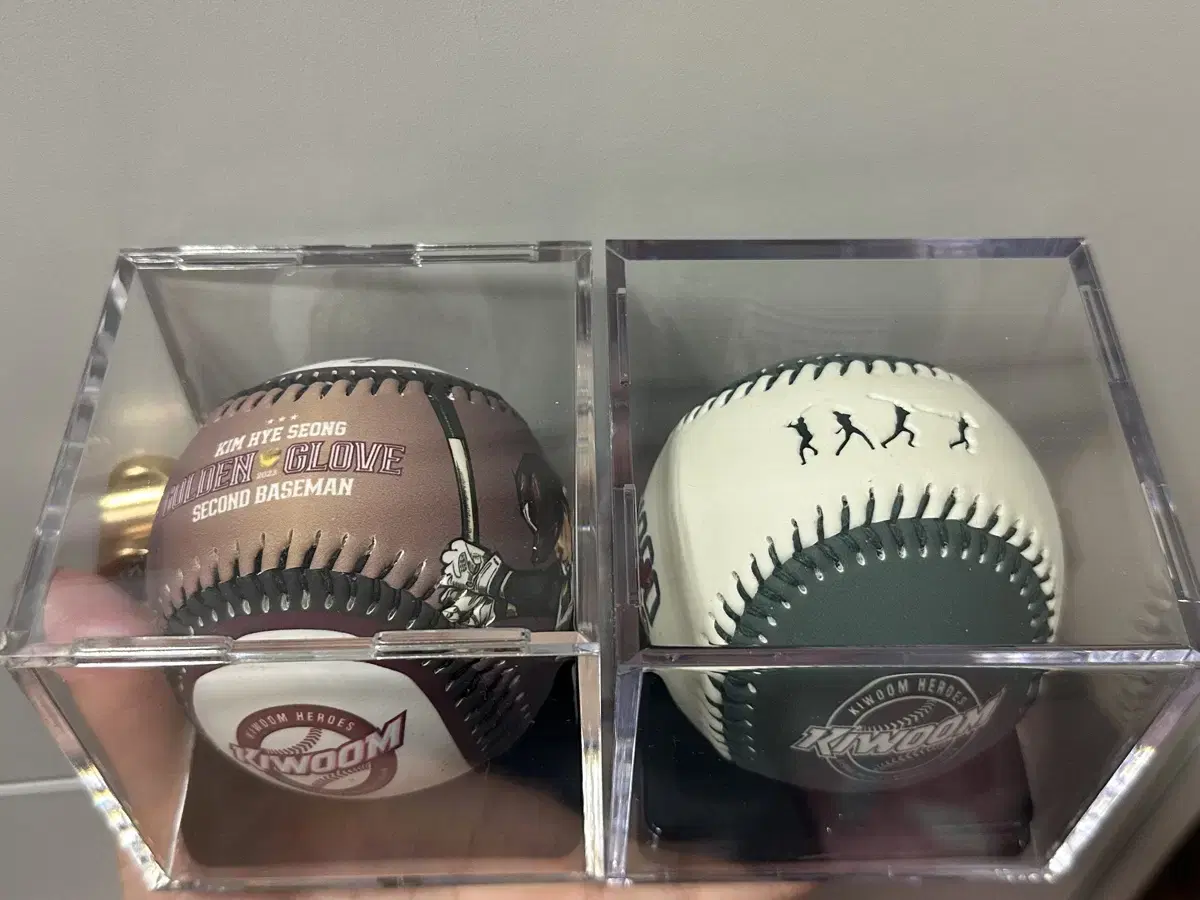 KIM HYE SEONG
GOLDEN GLOVE
2023
SECOND BASEMAN
KIWOOM HEROES
KIWOOM
KIWOOM HEROES
KIWOOM